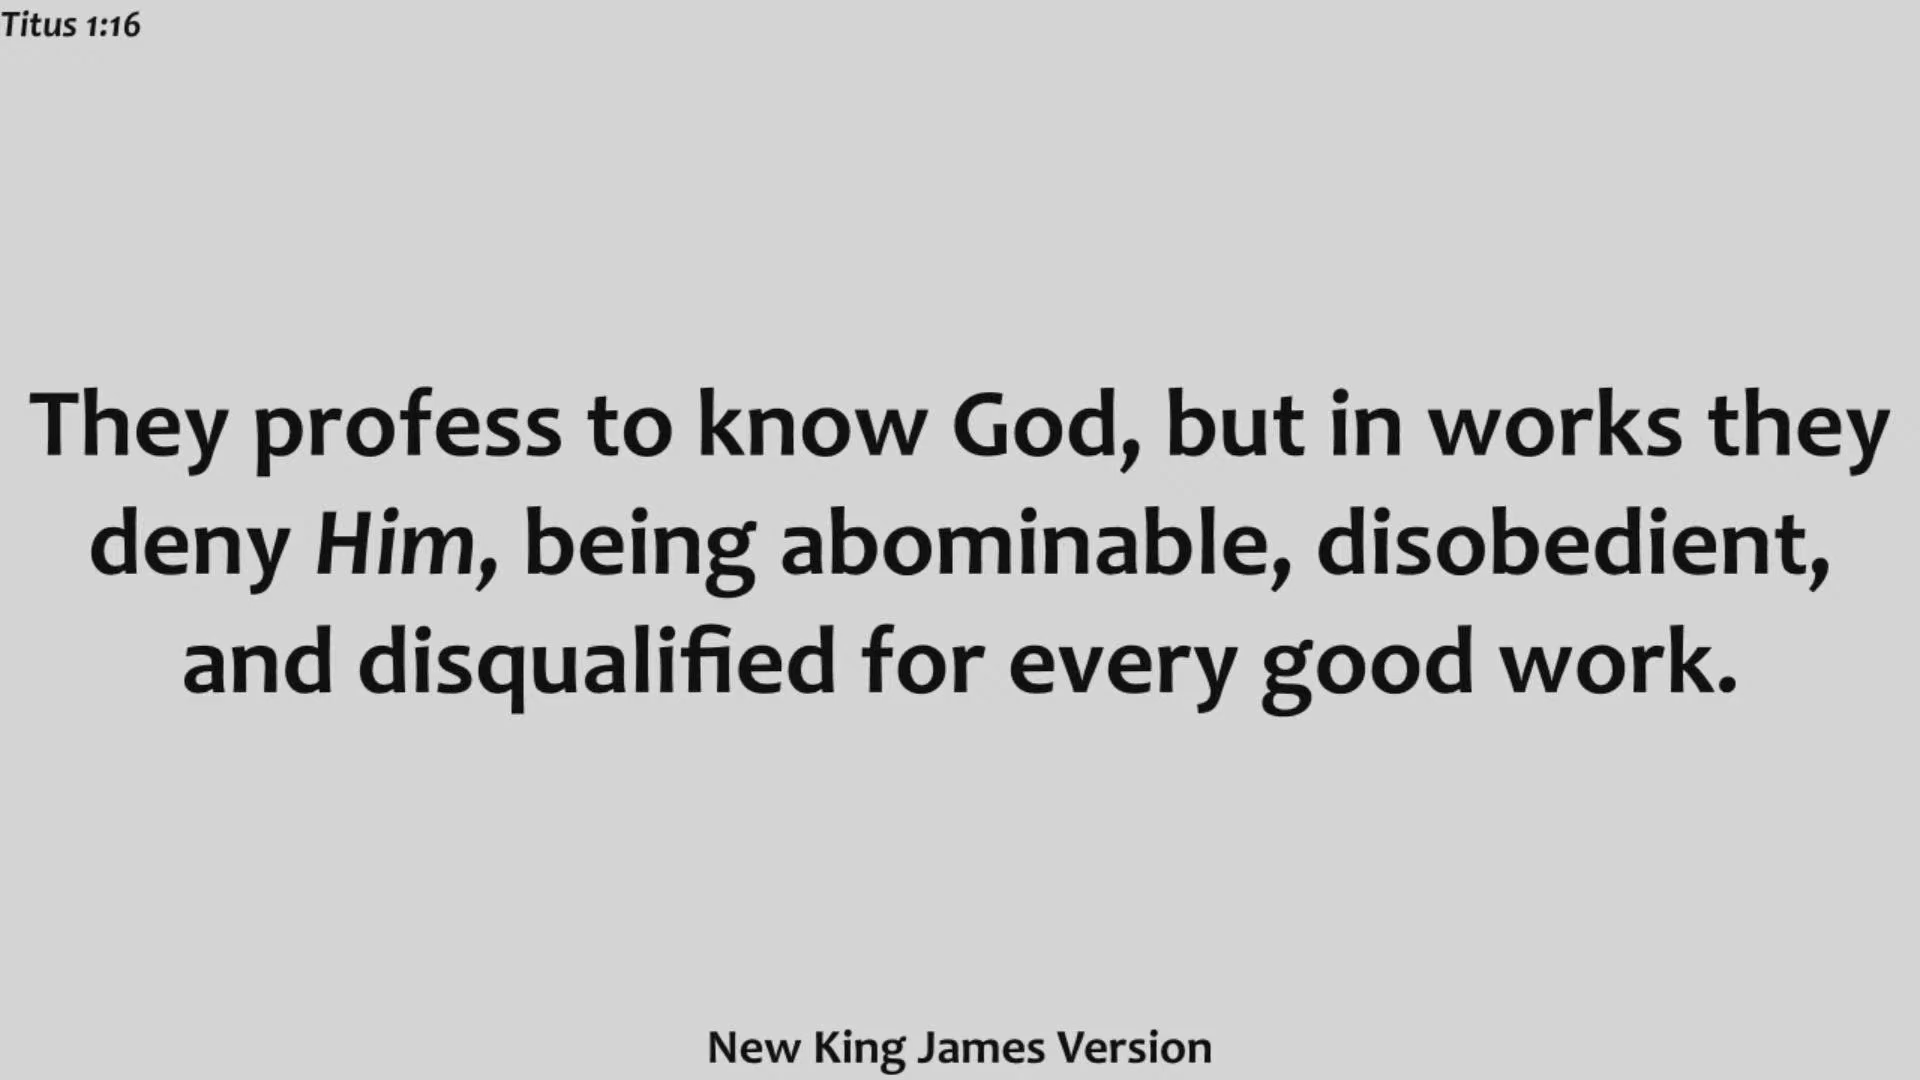 Titus 1:16
They profess to know God, but in works they
deny Him, being abominable, disobedient,
and disqualified for every good work.
New King James Version